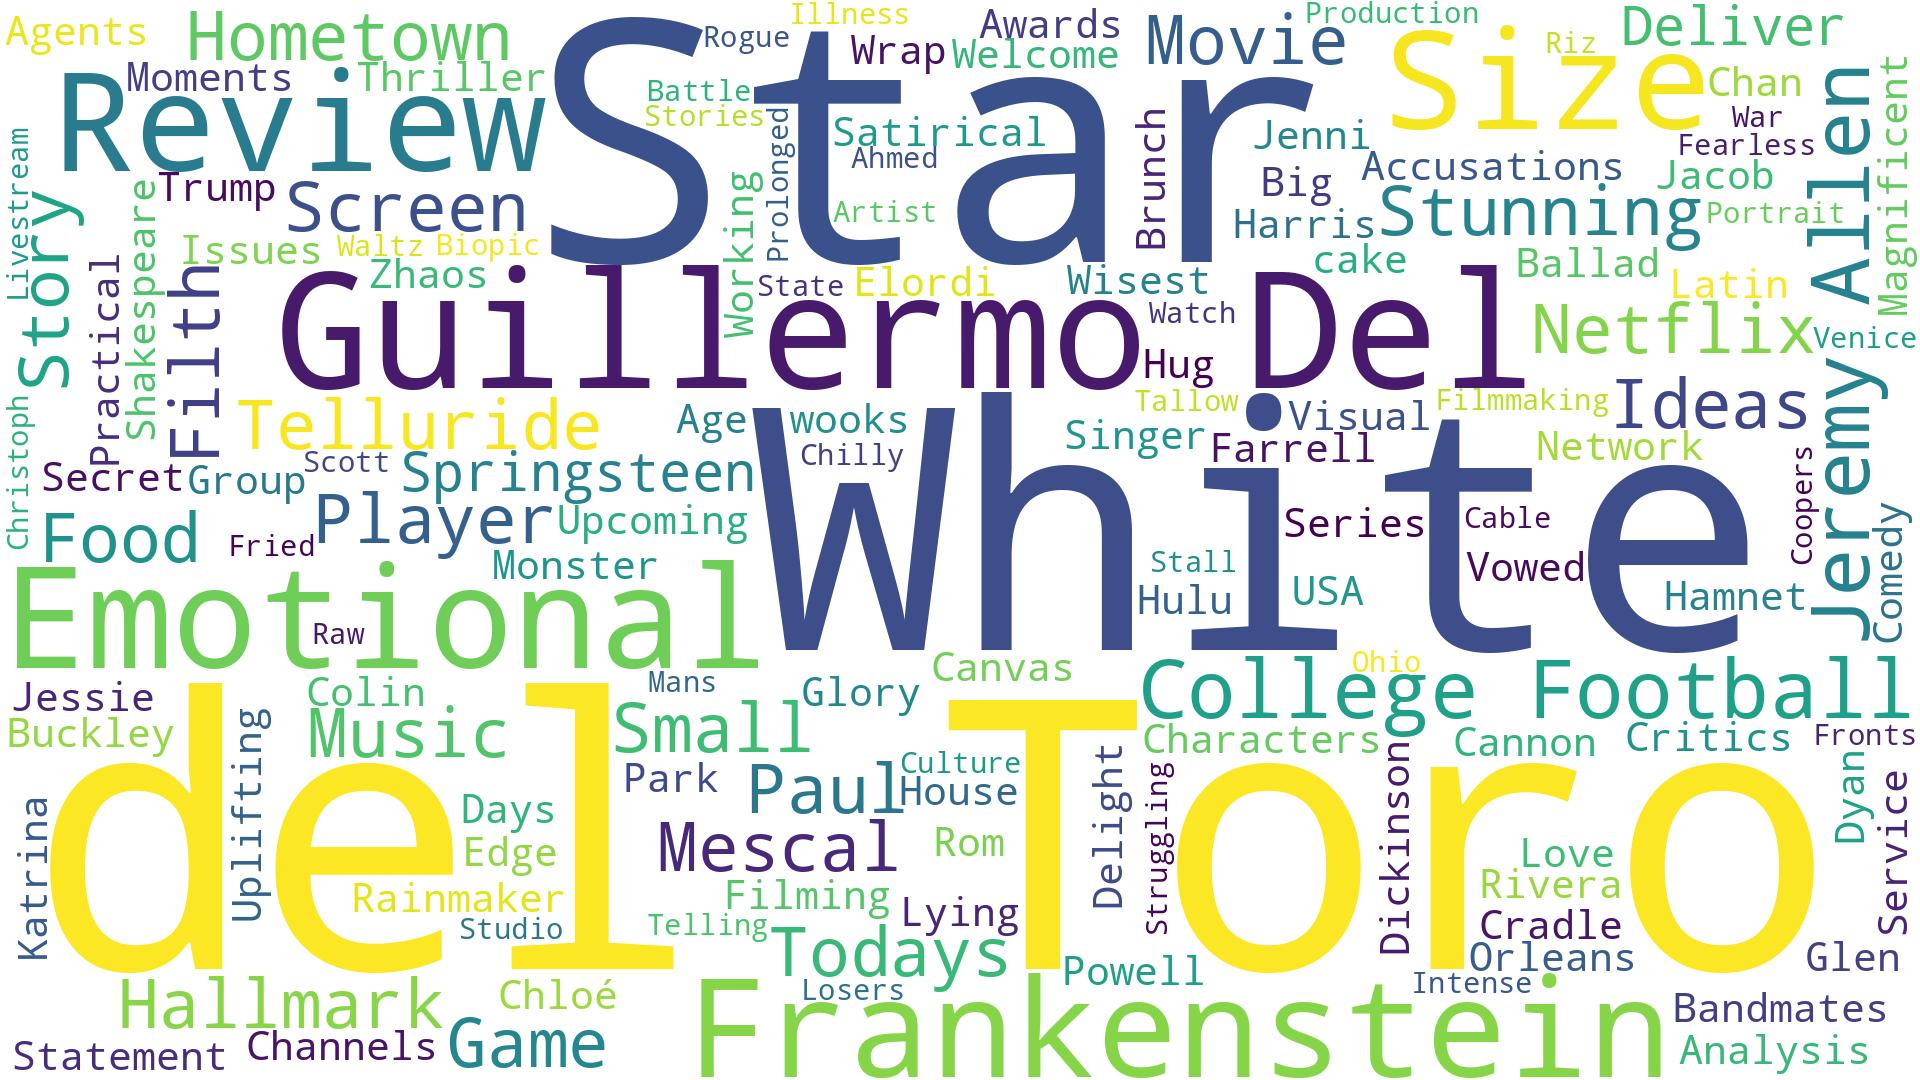 Agents
Hometown
Star
Rogue
Illness
Awards
Wrap
Welcome
Movie
Production
Size
Riz
Deliver
Review
Moments
Thriller
Battle
Stories
Chan
War
Fearless
Magnificent
Livestream
Satirical
Ahmed
Prolonged
Brunch
Jenni
Accusations
Jacob
Allen
Trump
Screen
Working
Artist
Big
Harris
Stunning
Portrait
Story
Shakespeare
Practical
Issues
Waltz
Biopic
Zhaos
Filth
State
Elordi
Wisest
cake
Ballad
Latin
Guillermo Del
Watch
Hug
Netflix
Venice
Christoph
Telluride
Age
wooks
Chilly
Tallow
Visual
Filmmaking
Ideas
Jeremy
Singer
Farrell
Network
Secret
Group
Scott
Springsteen
White
Coopers
Food
Fried
Player
Upcoming
Series
Cable
Comedy
Monster
Stall
Vowed
Emotional
Hulu
USA
Hamnet
Raw
Jessie
Colin
Mans
Glory
Canvas
Ohio
College Football
Buckley
Music
Small
Characters
Cannon
Critics
Fronts
del Toro
Uplifting
Park
Paul
Culture
House
Delight
Struggling
Dickinson
Dyan
Service
Katrina
Days
Edge
Mescal
Rom
Love
Rivera
Rainmaker
Filming
Lying
Cradle
Studio
Telling
Todays
Powell
Orleans
Glen
Hallmark
Chloé
Losers
Intense
Frankenstein
Bandmates
Statement
Channels
Game
Analysis